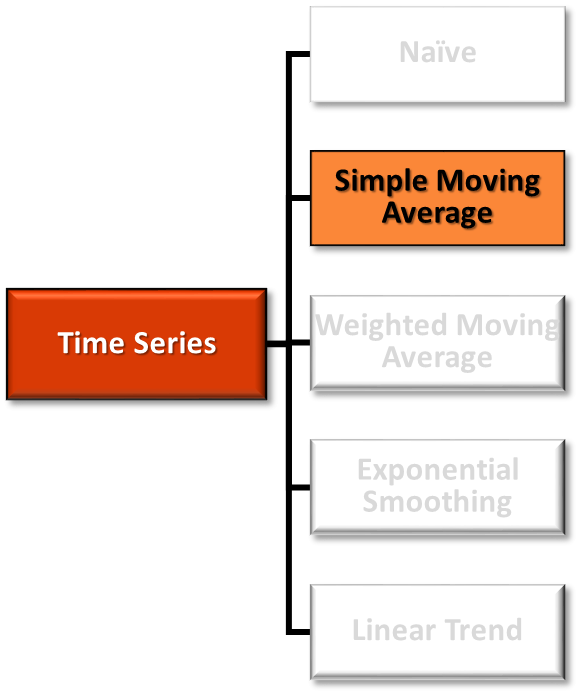 Naïve
Simple Moving
Average
Time Series
Weighted Moving
Average
Exponential
Smoothing
Linear Trend